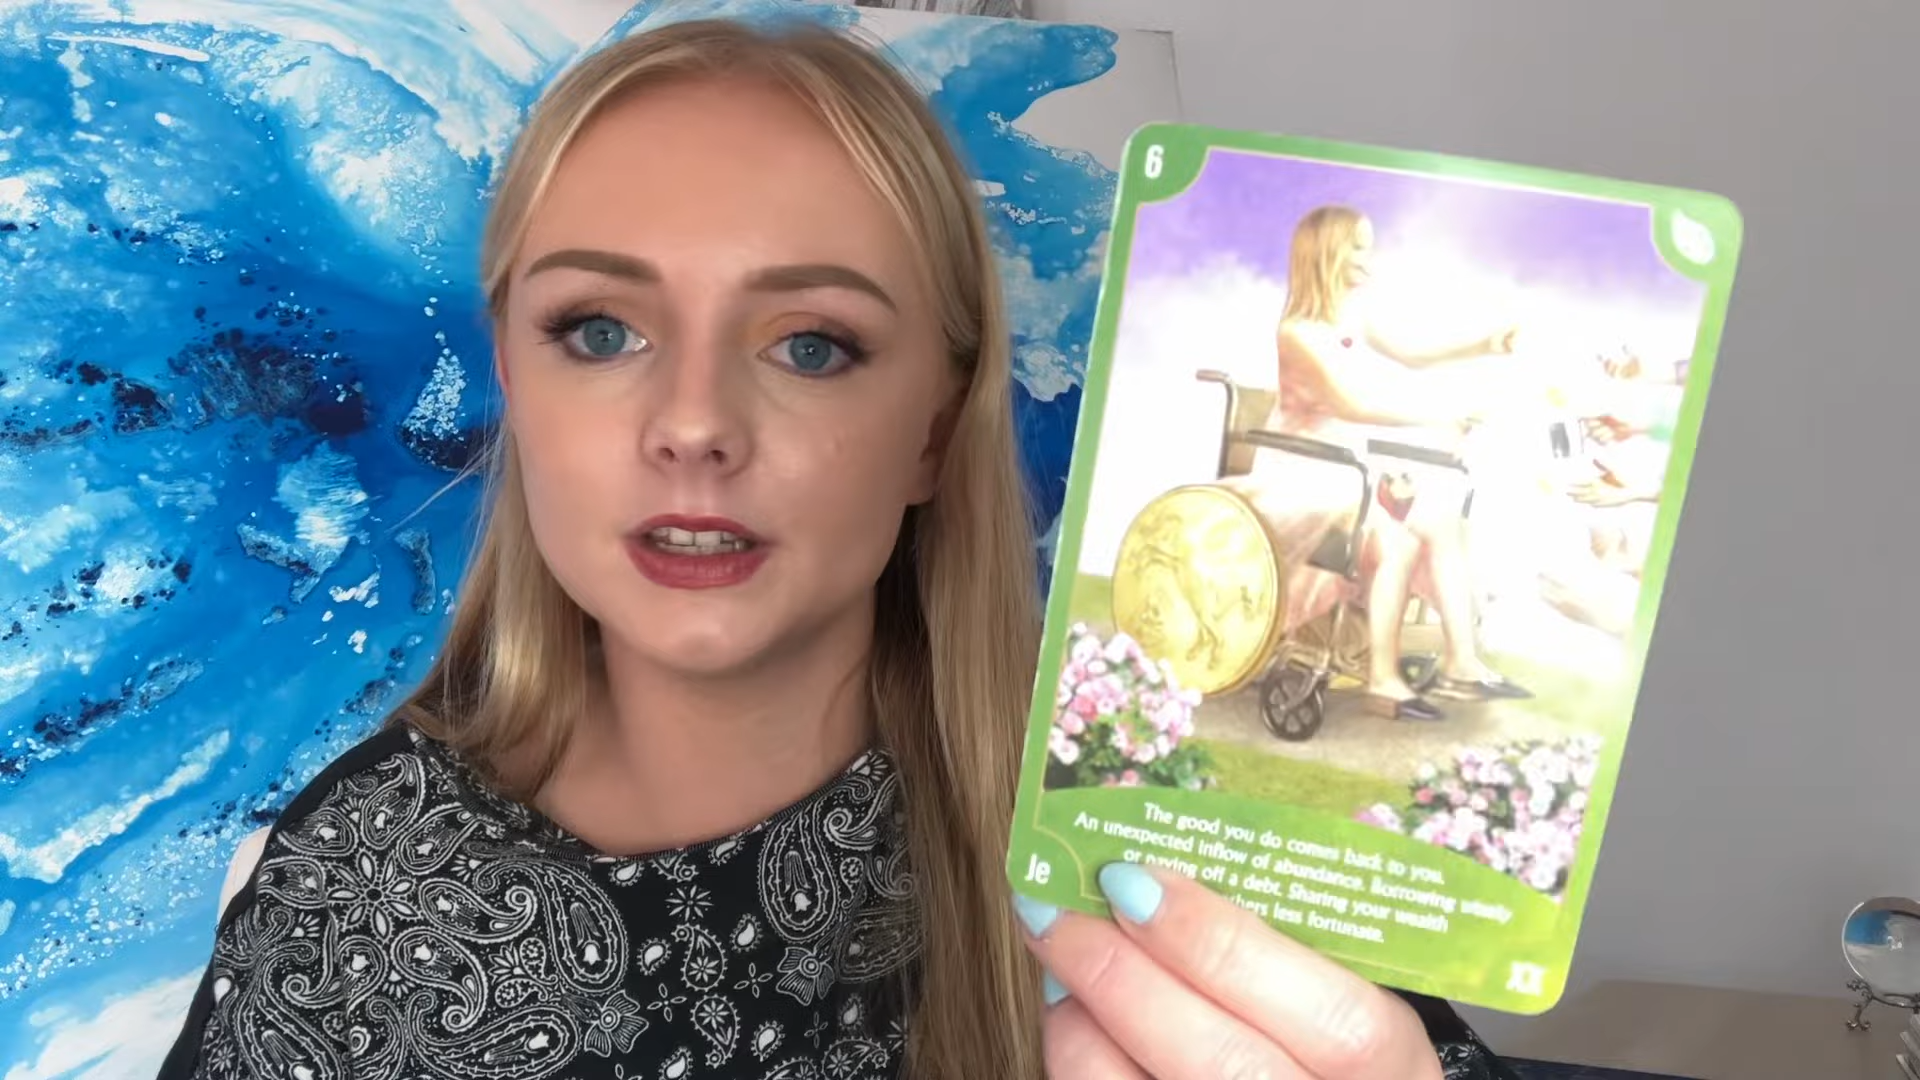 6
The good you do comes back to you.
An unexpected inflow of abundance. Borrowing wisely
or paying off a debt. Sharing your wealth
others less fortunate.
Je
XX